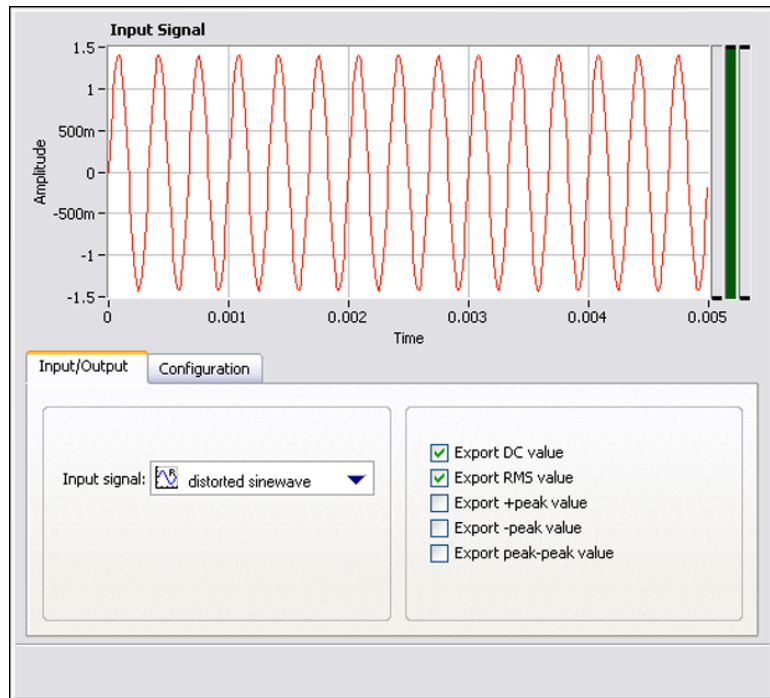 Input Signal
1.5
1
500m
0
-500m
-1
-1.5
Amplitude
0 0.001 0.002 0.003 0.004 0.005
Time
Input/Output Configuration
Input signal: R distorted sinewave
Export DC value
Export RMS value
Export +peak value
Export -peak value
Export peak-peak value